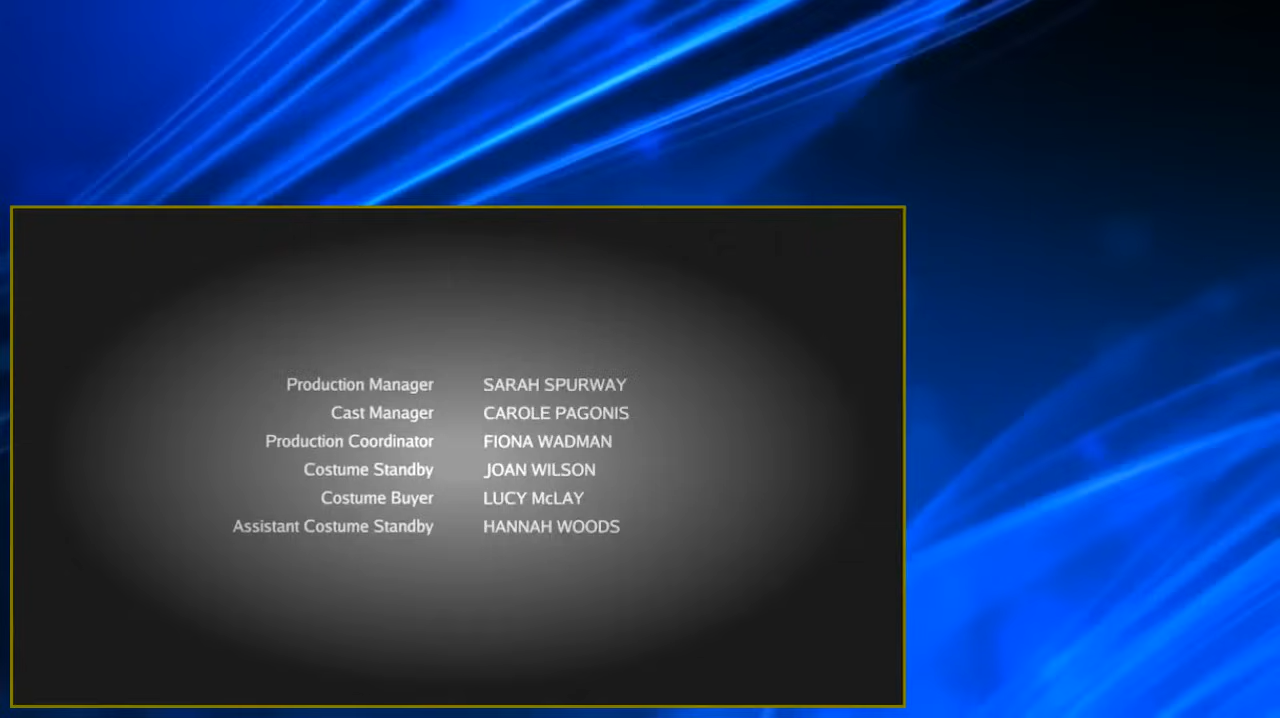 Production Manager SARAH SPURWAY
Cast Manager CAROLE PAGONIS
Production Coordinator FIONA WADMAN
Costume Standby JOAN WILSON
Costume Buyer LUCY McLAY
Assistant Costume Standby HANNAH WOODS